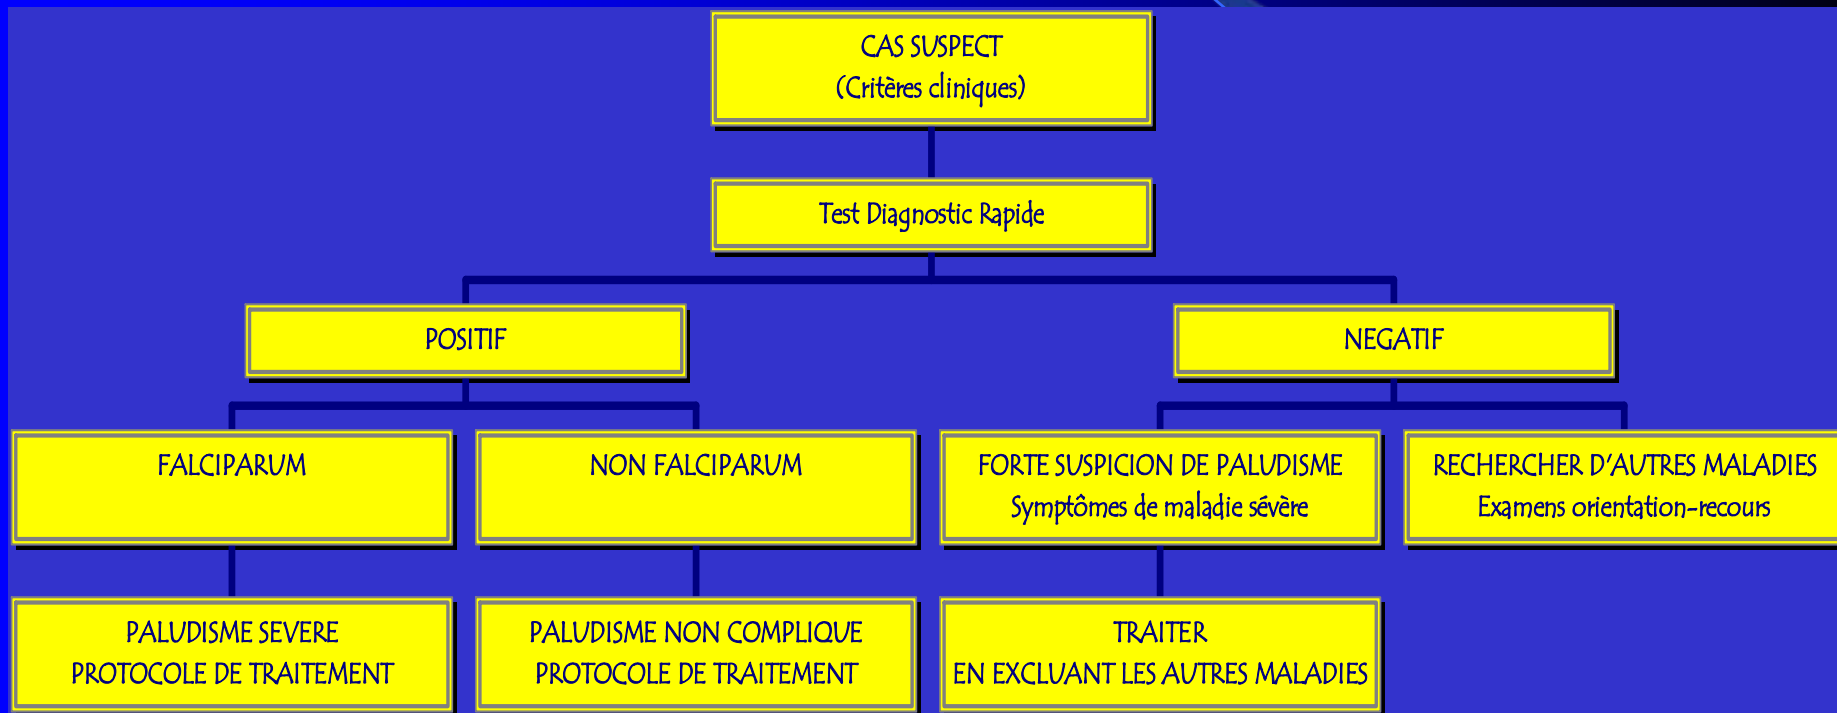 CAS SUSPECT
(Critères cliniques)
Test Diagnostic Rapide
POSITIF
NEGATIF
FALCIPARUM
NON FALCIPARUM
FORTE SUSPICION DE PALUDISME
Symptômes de maladie sévère
RECHERCHER D'AUTRES MALADIES
Examens orientation-recours
PALUDISME SEVERE
PROTOCOLE DE TRAITEMENT
PALUDISME NON COMPLIQUE
PROTOCOLE DE TRAITEMENT
TRAITER
EN EXCLUANT LES AUTRES MALADIES